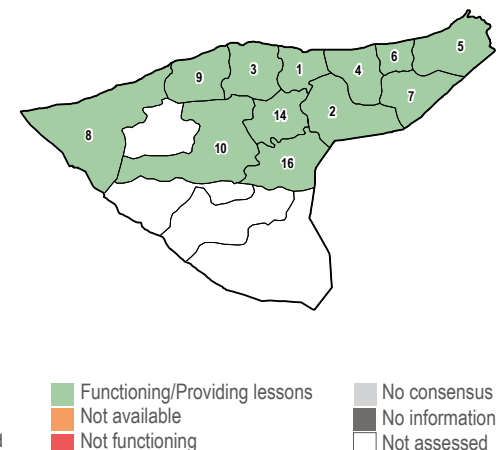 5
6
4
1
3
9
7
2
14
8
10
16
Functioning/Providing lessons
No consensus
Not available
No information
d
Not functioning
Not assessed